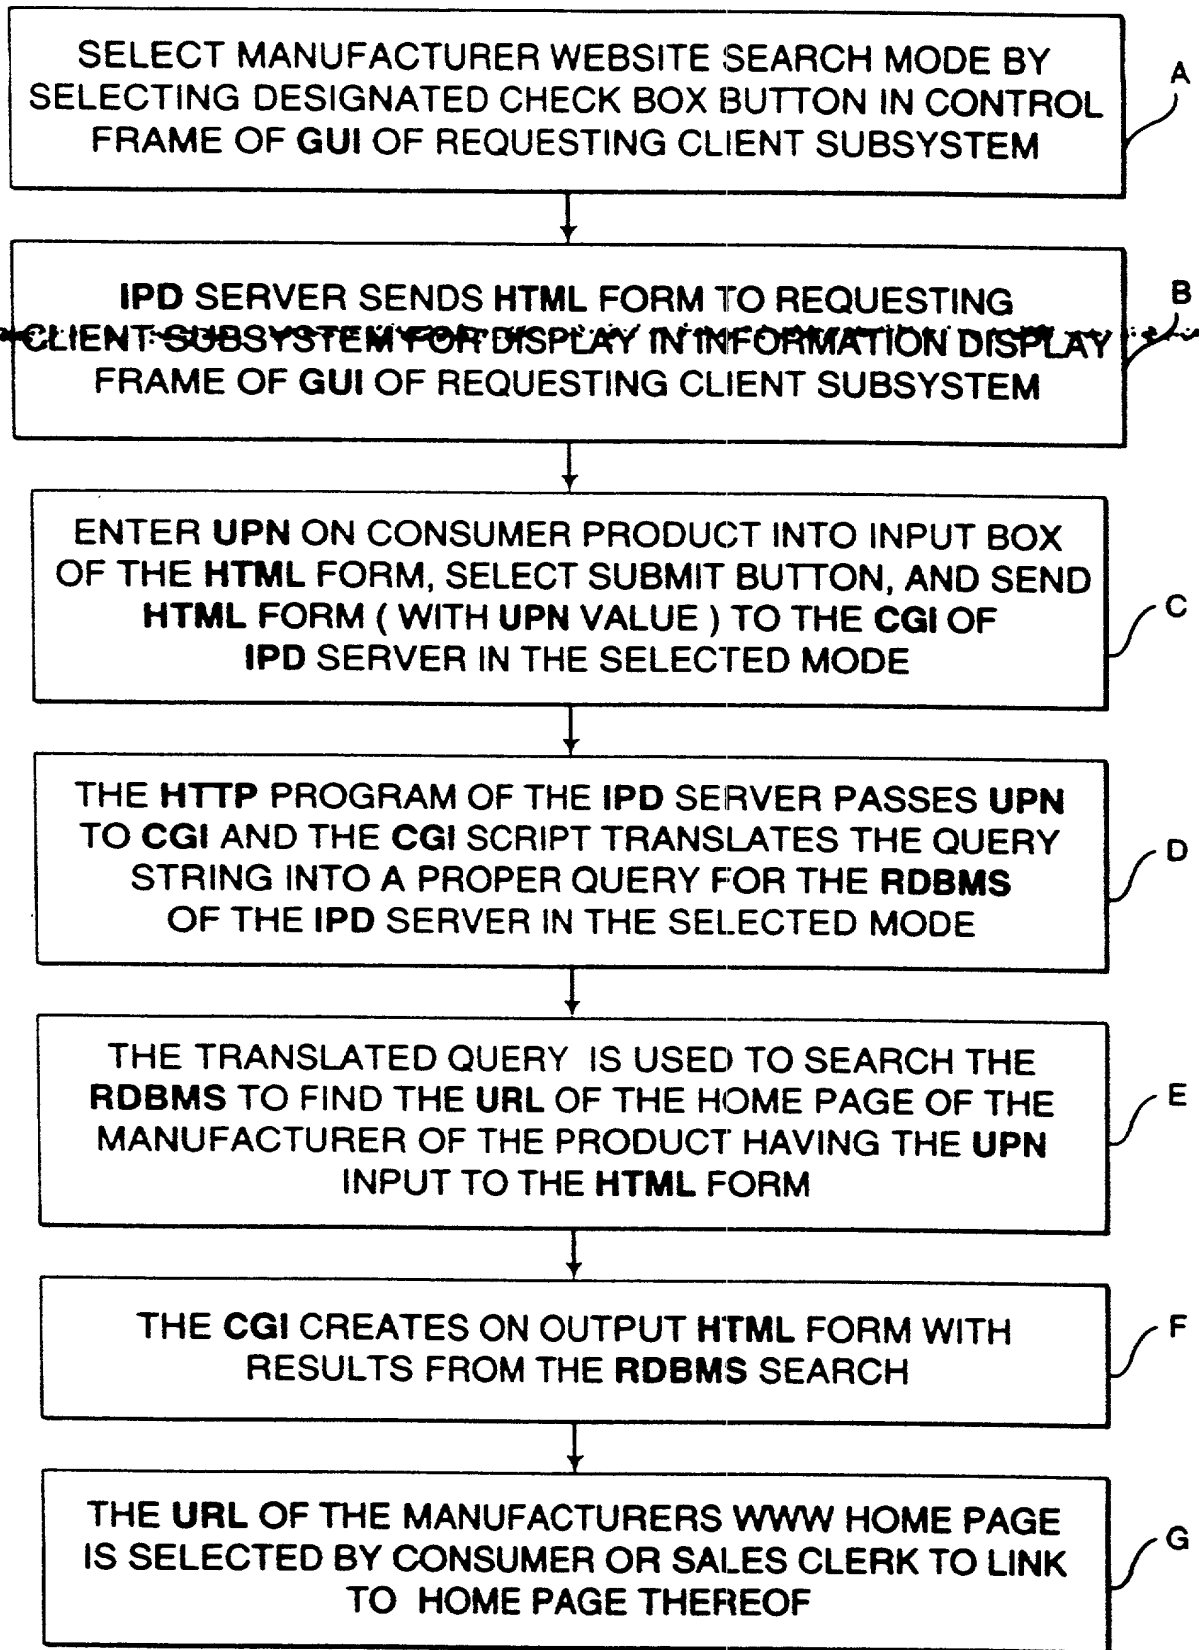 SELECT MANUFACTURER WEBSITE SEARCH MODE BY
SELECTING DESIGNATED CHECK BOX BUTTON IN CONTROL
FRAME OF GUI OF REQUESTING CLIENT SUBSYSTEM
A
IPD SERVER SENDS HTML FORM TO REQUESTING
CLIENT SUBSYSTEM FOR DISPLAY IN INFORMATION DISPLAY
FRAME OF GUI OF REQUESTING CLIENT SUBSYSTEM
B
ENTER UPN ON CONSUMER PRODUCT INTO INPUT BOX
OF THE HTML FORM, SELECT SUBMIT BUTTON, AND SEND
HTML FORM ( WITH UPN VALUE ) TO THE CGI OF
IPD SERVER IN THE SELECTED MODE
C
THE HTTP PROGRAM OF THE IPD SERVER PASSES UPN
TO CGI AND THE CGI SCRIPT TRANSLATES THE QUERY
STRING INTO A PROPER QUERY FOR THE RDBMS
OF THE IPD SERVER IN THE SELECTED MODE
D
THE TRANSLATED QUERY IS USED TO SEARCH THE
RDBMS TO FIND THE URL OF THE HOME PAGE OF THE
MANUFACTURER OF THE PRODUCT HAVING THE UPN
INPUT TO THE HTML FORM
E
THE CGI CREATES ON OUTPUT HTML FORM WITH
RESULTS FROM THE RDBMS SEARCH
F
THE URL OF THE MANUFACTURERS WWW HOME PAGE
IS SELECTED BY CONSUMER OR SALES CLERK TO LINK
TO HOME PAGE THEREOF
G